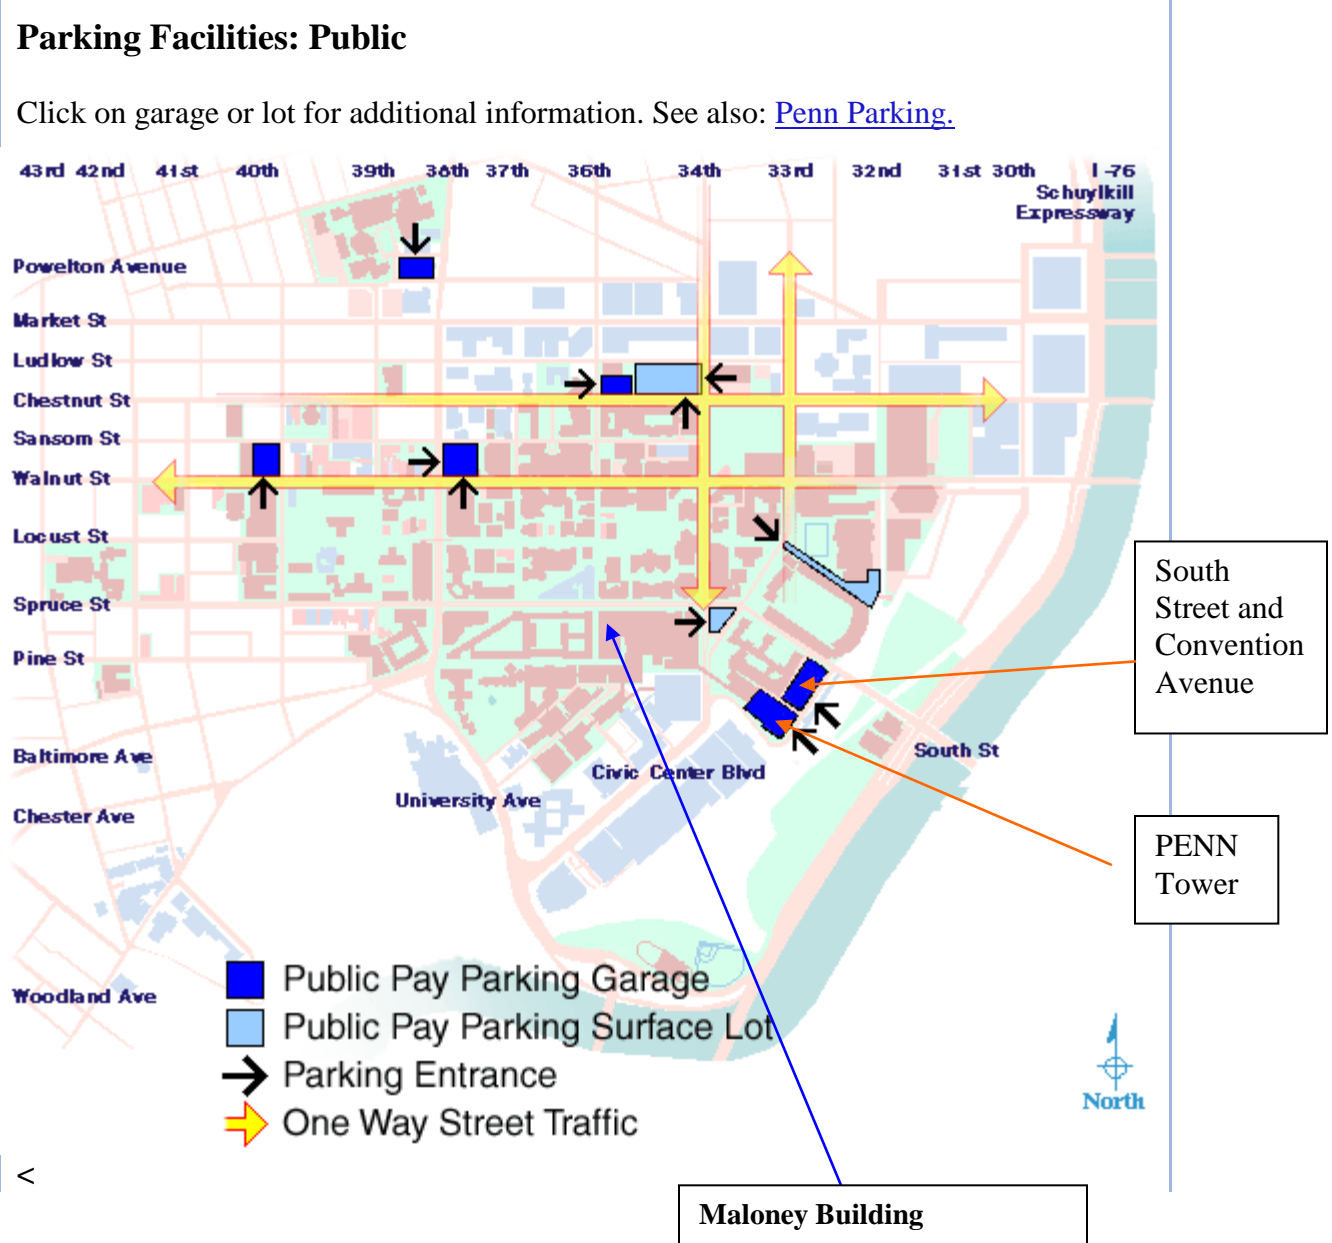 Parking Facilities: Public
Click on garage or lot for additional information. See also: Penn Parking.
43rd 42nd 41st 40th 39th 38th 37th 36th 34th 33rd 32nd 31st 30th I-76
Schuylkill
Expressway
Powelton Avenue
Market St
Ludlow St
Chestnut St
Sansom St
Walnut St
Locust St
Spruce St
Pine St
Baltimore Ave
Chester Ave
Woodland Ave
University Ave
Civic Center Blvd
South St
South
Street and
Convention
Avenue
PENN
Tower
Public Pay Parking Garage
Public Pay Parking Surface Lot
Parking Entrance
One Way Street Traffic
North
<
Maloney Building